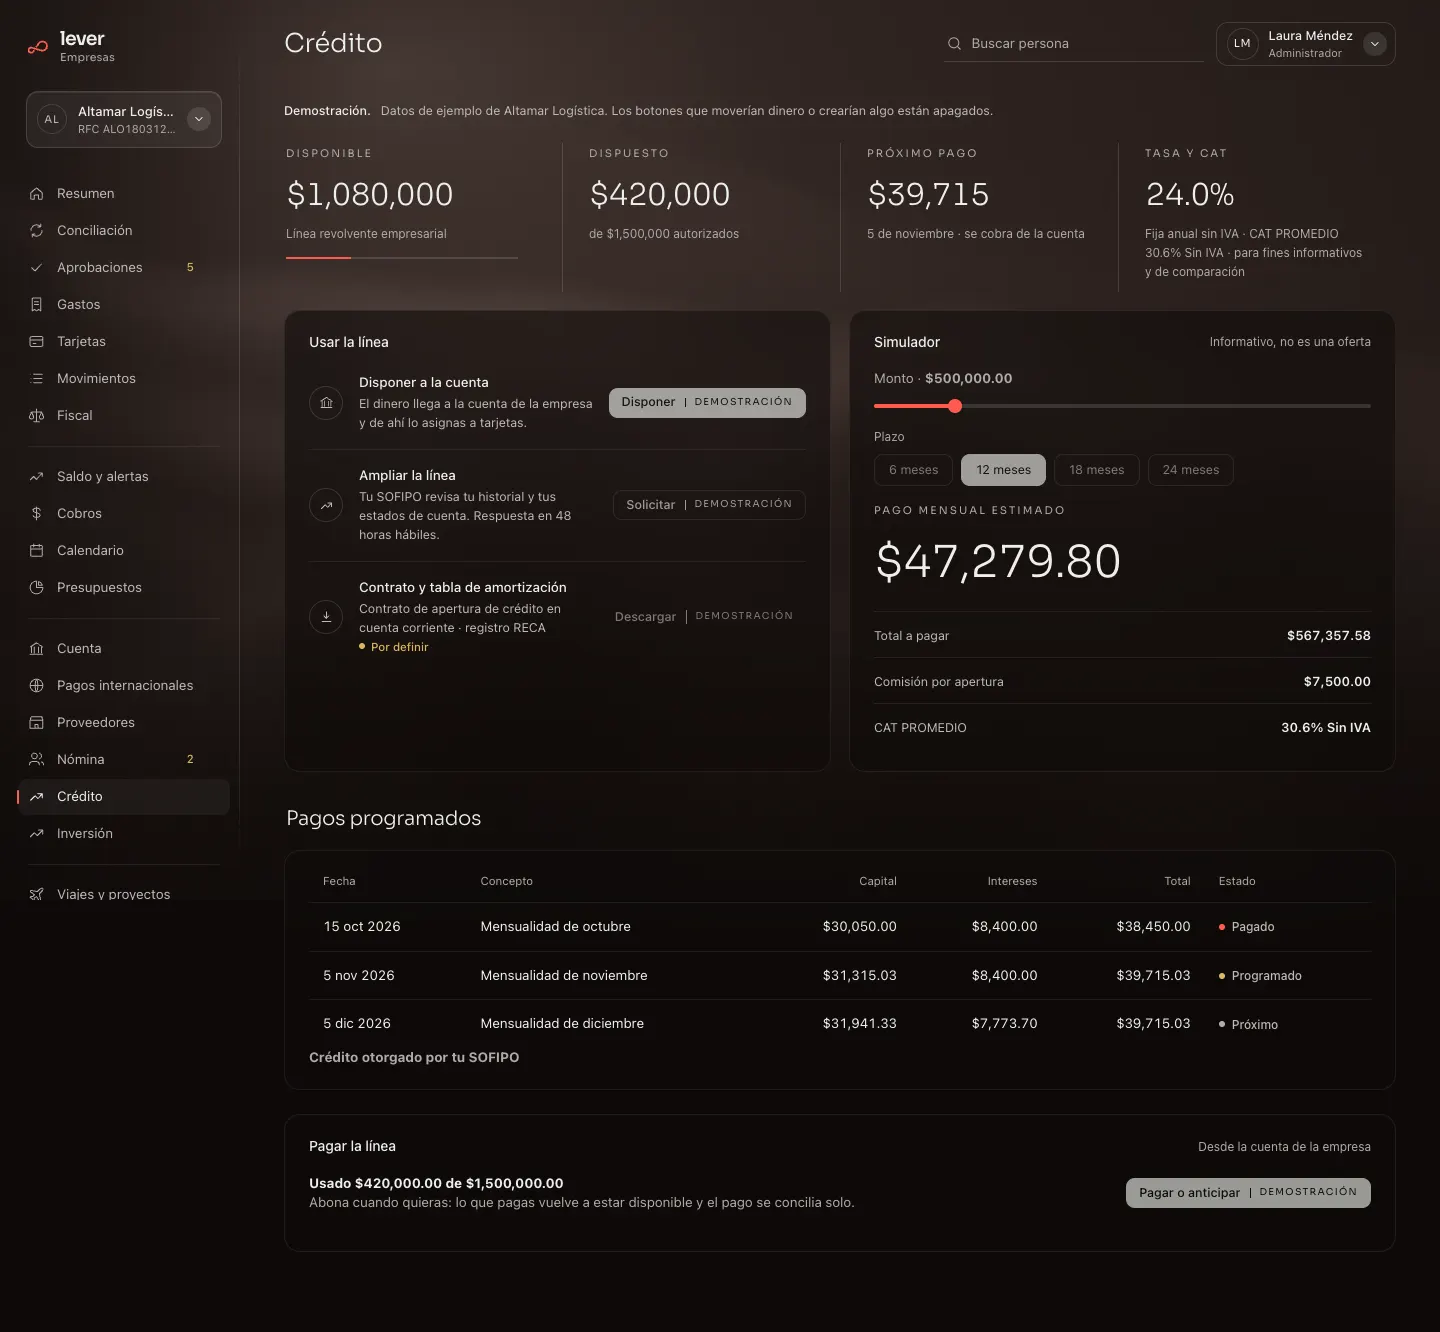 lever
Empresas
AL
Altamar Logís...
RFC ALO180312...
Resumen
Conciliación
Aprobaciones 5
Gastos
Tarjetas
Movimientos
Fiscal
Saldo y alertas
Cobros
Calendario
Presupuestos
Cuenta
Pagos internacionales
Proveedores
Nómina 2
Crédito
Inversión
Viajes y proyectos
Crédito
Buscar persona
LM
Laura Méndez
Administrador
Demostración. Datos de ejemplo de Altamar Logística. Los botones que moverían dinero o crearían algo están apagados.
DISPONIBLE
$1,080,000
Línea revolvente empresarial
DISPUESTO
$420,000
de $1,500,000 autorizados
PRÓXIMO PAGO
$39,715
5 de noviembre · se cobra de la cuenta
TASA Y CAT
24.0%
Fija anual sin IVA · CAT PROMEDIO
30.6% Sin IVA · para fines informativos
y de comparación
Usar la línea
Disponer a la cuenta
El dinero llega a la cuenta de la empresa
y de ahí lo asignas a tarjetas.
Disponer | DEMOSTRACIÓN
Ampliar la línea
Tu SOFIPO revisa tu historial y tus
estados de cuenta. Respuesta en 48
horas hábiles.
Solicitar | DEMOSTRACIÓN
Contrato y tabla de amortización
Contrato de apertura de crédito en
cuenta corriente · registro RECA
Por definir
Descargar | DEMOSTRACIÓN
Simulador
Informativo, no es una oferta
Monto · $500,000.00
Plazo
6 meses 12 meses 18 meses 24 meses
PAGO MENSUAL ESTIMADO
$47,279.80
Total a pagar $567,357.58
Comisión por apertura $7,500.00
CAT PROMEDIO 30.6% Sin IVA
Pagos programados
Fecha Concepto Capital Intereses Total Estado
15 oct 2026 Mensualidad de octubre $30,050.00 $8,400.00 $38,450.00 Pagado
5 nov 2026 Mensualidad de noviembre $31,315.03 $8,400.00 $39,715.03 Programado
5 dic 2026 Mensualidad de diciembre $31,941.33 $7,773.70 $39,715.03 Próximo
Crédito otorgado por tu SOFIPO
Pagar la línea
Desde la cuenta de la empresa
Usado $420,000.00 de $1,500,000.00
Abona cuando quieras: lo que pagas vuelve a estar disponible y el pago se concilia solo.
Pagar o anticipar | DEMOSTRACIÓN